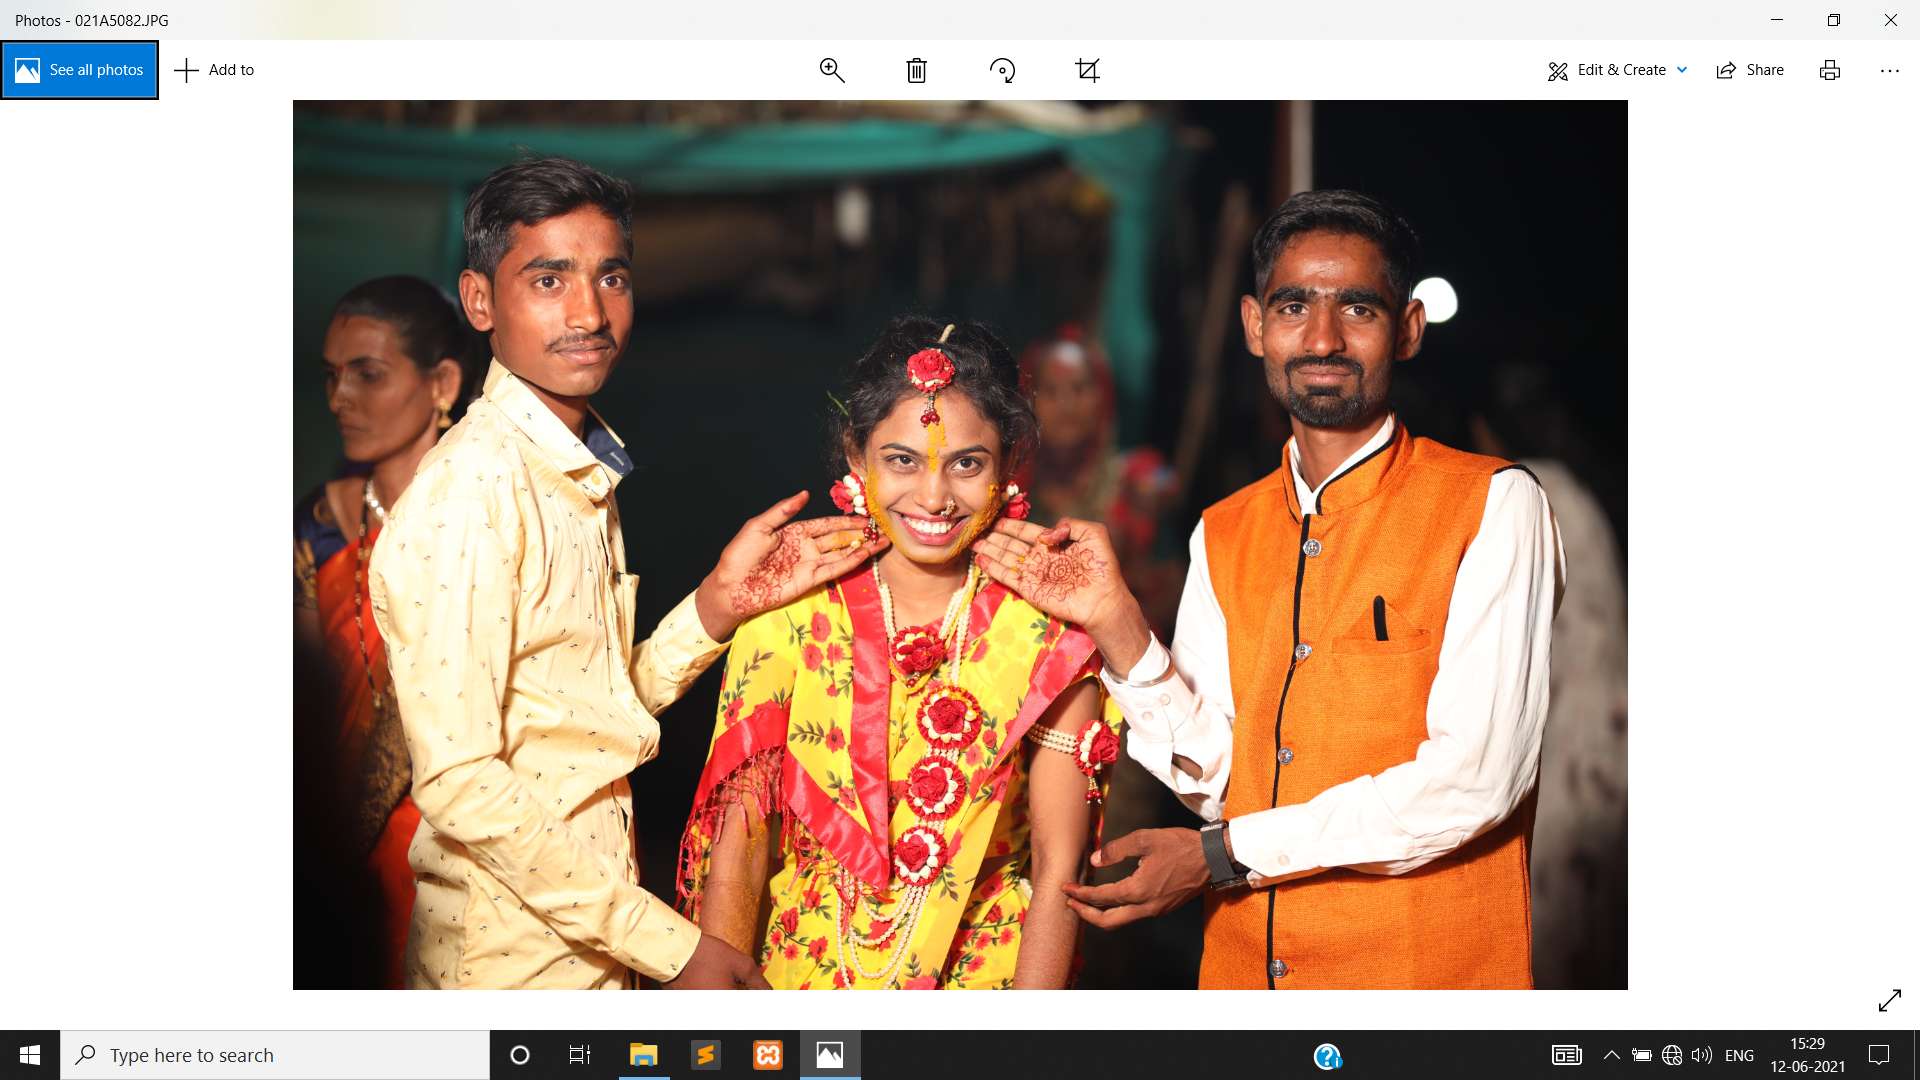 Photos - 021A5082.JPG
See all photos
Add to
Edit & Create
Share
Type here to search
ENG
15:29
12-06-2021